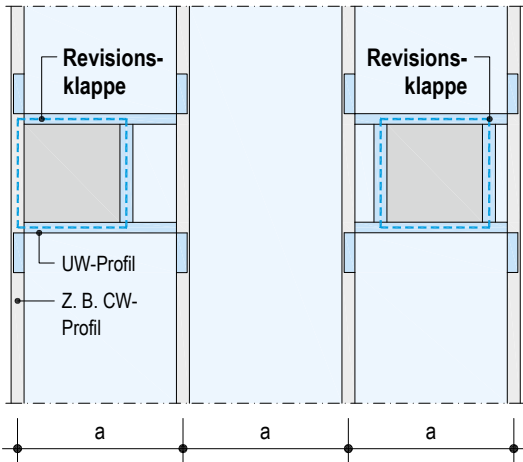 Revisions-
klappe
Revisions-
klappe
UW-Profil
Z. B. CW-
Profil
a
a
a